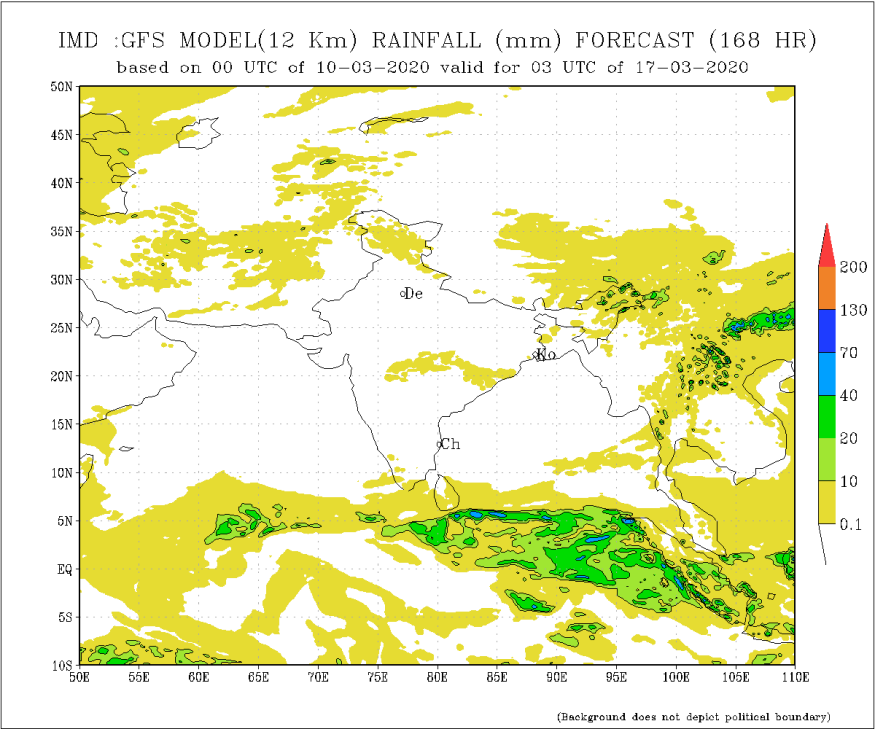 IMD :GFS MODEL(12 Km) RAINFALL (mm) FORECAST (168 HR)
based on 00 UTC of 10-03-2020 valid for 03 UTC of 17-03-2020
50N
45N
40N
35N
30N
25N
20N
15N
10N
5N
EQ
5S
10S
De
Ko
Ch
200
130
70
40
20
10
0.1
50E 55E 60E 65E 70E 75E 80E 85E 90E 95E 100E 105E 110E
(Background does not depict political boundary)